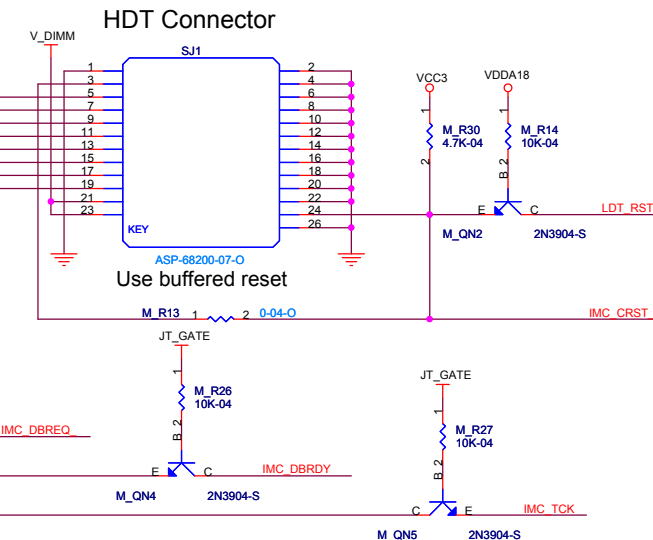 HDT Connector
V_DIMM
SJ1
1 2
3 4
5 6
7 8
9 10
11 12
13 14
15 16
17 18
19 20
21 22
23 24
26
KEY
ASP-68200-07-O
Use buffered reset
VCC3
VDDA18
1
M_R30
4.7K-04
2
1
M_R14
10K-04
B 2
E C
M_QN2
2N3904-S
LDT_RST
M_R13 1 2 0-04-O
IMC_CRST_
JT_GATE
1
M_R26
10K-04
B 2
IMC_DBREQ_
E C
IMC_DBRDY
M_QN4
2N3904-S
JT_GATE
1
M_R27
10K-04
B 2
C E
IMC_TCK
M_QN5
2N3904-S